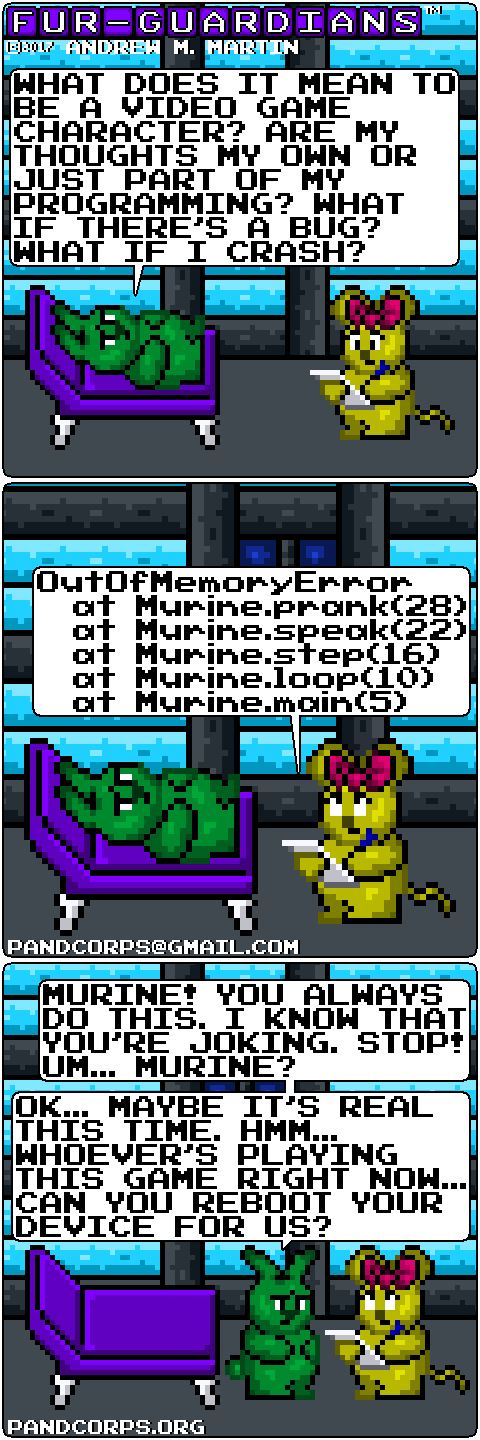 FUR-GUARDIANS™
©2017 ANDREW M. MARTIN
WHAT DOES IT MEAN TO
BE A VIDEO GAME
CHARACTER? ARE MY
THOUGHTS MY OWN OR
JUST PART OF MY
PROGRAMMING? WHAT
IF THERE'S A BUG?
WHAT IF I CRASH?
OutOfMemoryError
at Murine.prank(28)
at Murine.speak(22)
at Murine.step(16)
at Murine.loop(10)
at Murine.main(5)
PANDCORPS@GMAIL.COM
MURINE! YOU ALWAYS
DO THIS. I KNOW THAT
YOU'RE JOKING. STOP!
UM... MURINE?
OK... MAYBE IT'S REAL
THIS TIME. HMM...
WHOEVER'S PLAYING
THIS GAME RIGHT NOW...
CAN YOU REBOOT YOUR
DEVICE FOR US?
PANDCORPS.ORG